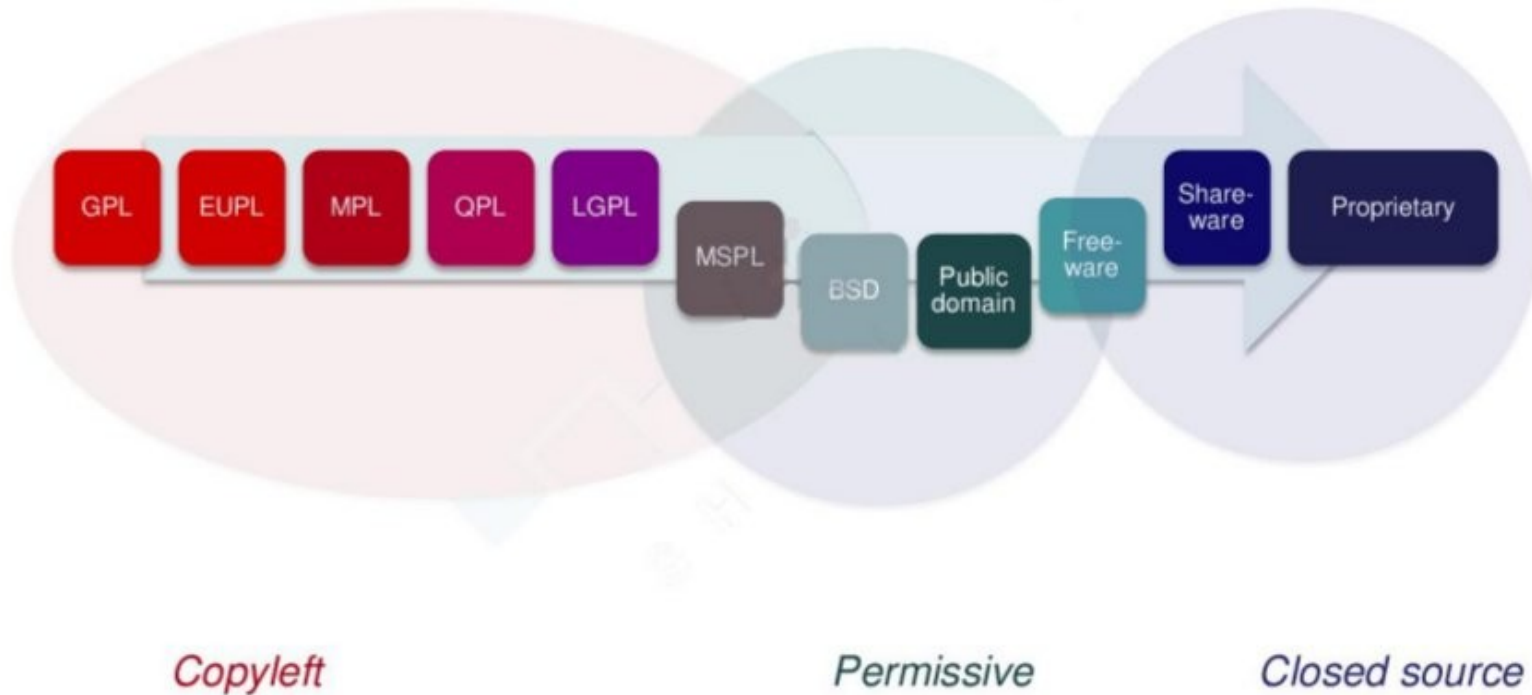 GPL
EUPL
MPL
QPL
LGPL
MSPL
BSD
Public
domain
Free-
ware
Share-
ware
Proprietary
Copyleft
Permissive
Closed source